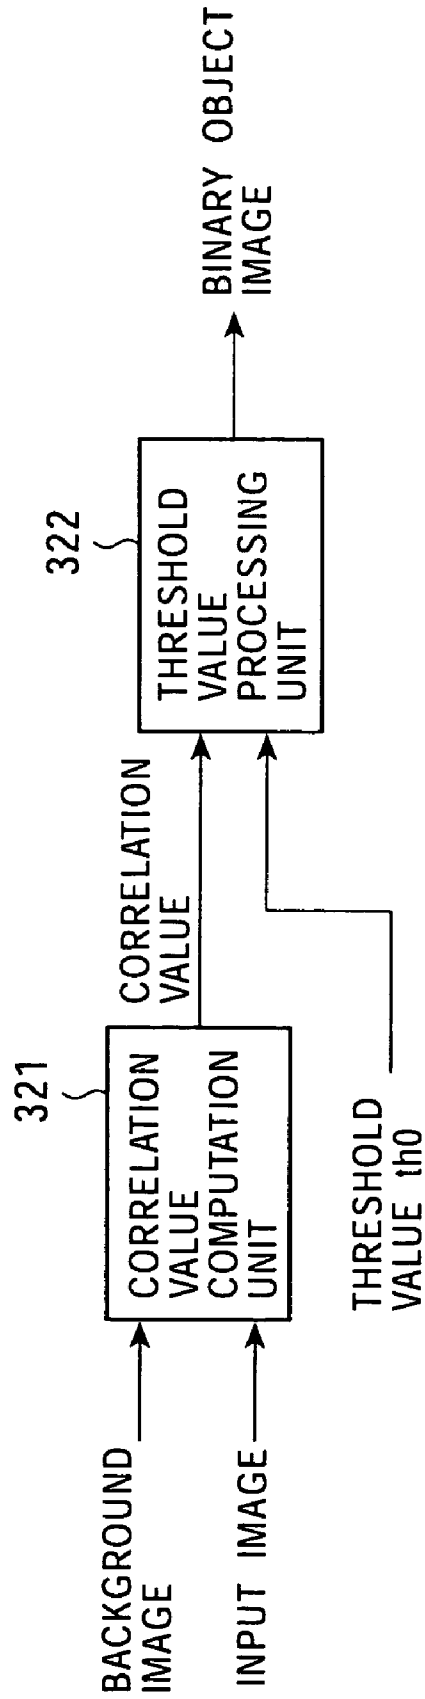 BACKGROUND
IMAGE
INPUT IMAGE
321
CORRELATION
VALUE
COMPUTATION
UNIT
CORRELATION
VALUE
THRESHOLD
VALUE th0
322
THRESHOLD
VALUE
PROCESSING
UNIT
BINARY OBJECT
IMAGE